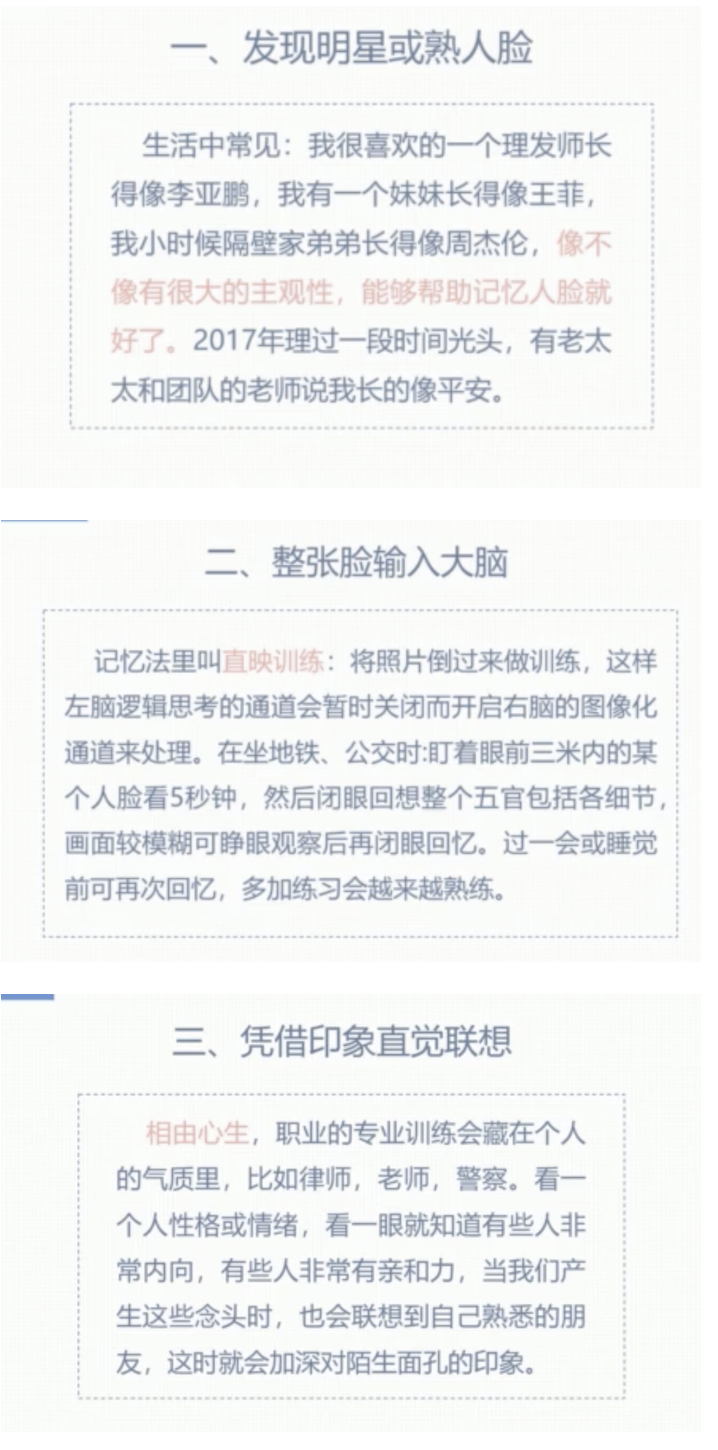 一、发现明星或熟人脸
生活中常见：我很喜欢的一个理发师长
得像李亚鹏，我有一个妹妹长得像王菲，
我小时候隔壁家弟弟长得像周杰伦，像不
像有很大的主观性，能够帮助记忆人脸就
好了。2017年理过一段时间光头，有老太
太和团队的老师说我长的像平安。
二、整张脸输入大脑
记忆法里叫直映训练：将照片倒过来做训练，这样
左脑逻辑思考的通道会暂时关闭而开启右脑的图像化
通道来处理。在坐地铁、公交时:盯着眼前三米内的某
个人脸看5秒钟，然后闭眼回想整个五官包括各细节，
画面较模糊可睁眼观察后再闭眼回忆。过一会或睡觉
前可再次回忆，多加练习会越来越熟练。
三、凭借印象直觉联想
相由心生，职业的专业训练会藏在个人
的气质里，比如律师，老师，警察。看一
个人性格或情绪，看一眼就知道有些人非
常内向，有些人非常有亲和力，当我们产
生这些念头时，也会联想到自己熟悉的朋
友，这时就会加深对陌生面孔的印象。